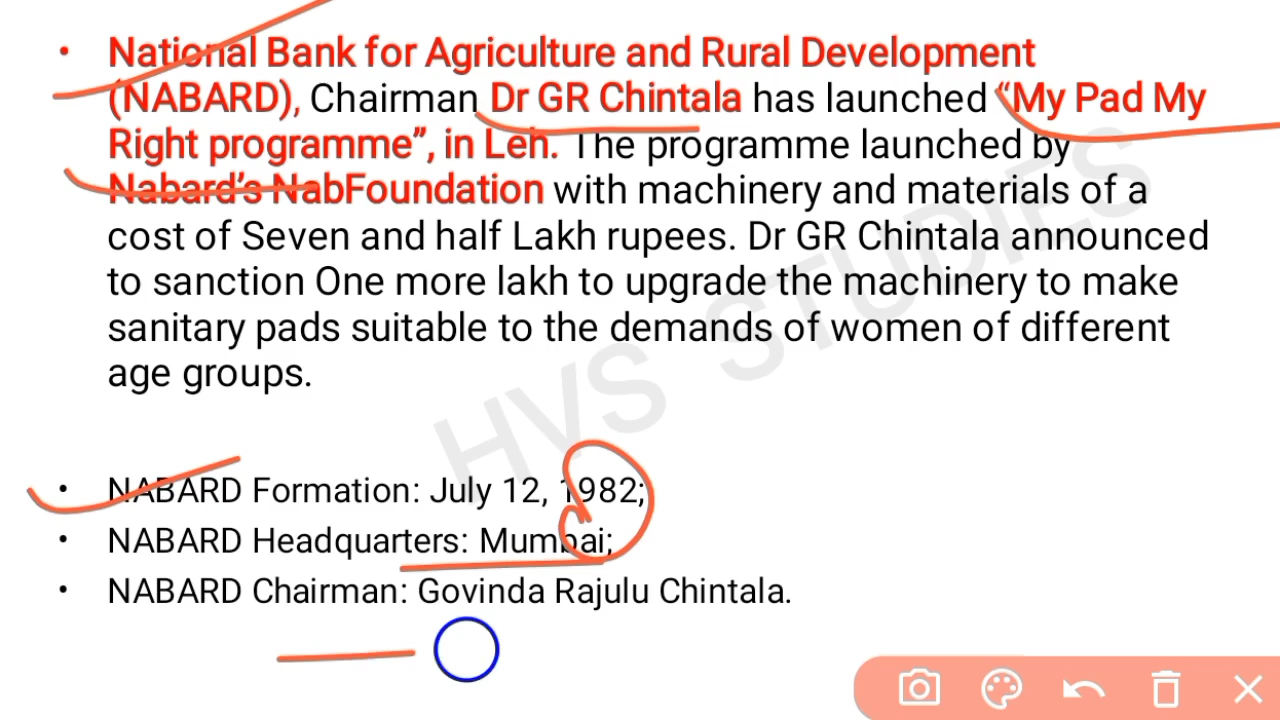 • National Bank for Agriculture and Rural Development
(NABARD), Chairman Dr GR Chintala has launched “My Pad My
Right programme”, in Leh. The programme launched by
Nabard’s NabFoundation with machinery and materials of a
cost of Seven and half Lakh rupees. Dr GR Chintala announced
to sanction One more lakh to upgrade the machinery to make
sanitary pads suitable to the demands of women of different
age groups.
HVS STUDIES
• NABARD Formation: July 12, 1982;
• NABARD Headquarters: Mumbai;
• NABARD Chairman: Govinda Rajulu Chintala.